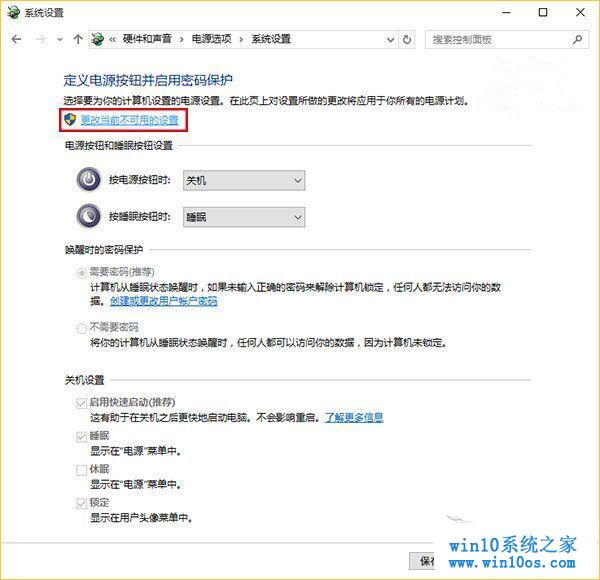 系统设置
« 硬件和声音 › 电源选项 › 系统设置
搜索控制面板
定义电源按钮并启用密码保护
选择要为你的计算机设置的电源设置。在此页上对设置所做的更改将应用于你所有的电源计划。
更改当前不可用的设置
电源按钮和睡眠按钮设置
按电源按钮时: 关机
按睡眠按钮时: 睡眠
唤醒时的密码保护
需要密码(推荐)
计算机从睡眠状态唤醒时，如果未输入正确的密码来解除计算机锁定，任何人都无法访问你的数
据。创建或更改用户帐户密码
不需要密码
将你的计算机从睡眠状态唤醒时，任何人都可以访问你的数据，因为计算机未锁定。
关机设置
启用快速启动(推荐)
这有助于在关机之后更快地启动电脑。不会影响重启。了解更多信息
睡眠
显示在"电源"菜单中。
休眠
显示在"电源"菜单中。
锁定
显示在用户头像菜单中。
保
win10系统之家
www.win10os.com